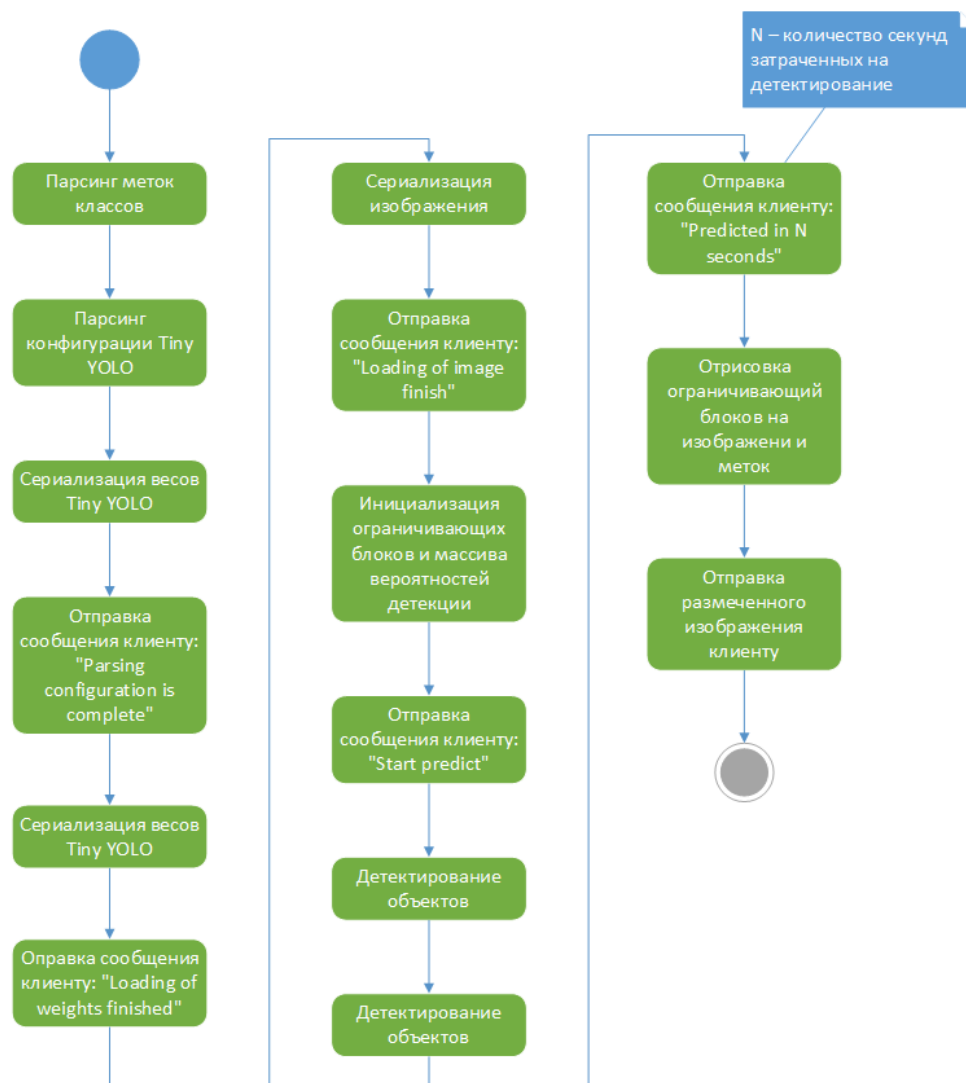 Парсинг меток
классов
Парсинг
конфигурации Tiny
YOLO
Сериализация весов
Tiny YOLO
Отправка
сообщения клиенту:
"Parsing
configuration is
complete"
Сериализация весов
Tiny YOLO
Оправка сообщения
клиенту: "Loading of
weights finished"
Сериализация
изображения
Отправка
сообщения клиенту:
"Loading of image
finish"
Инициализация
ограничивающих
блоков и массива
вероятностей
детекции
Отправка
сообщения клиенту:
"Start predict"
Детектирование
объектов
Детектирование
объектов
N – количество секунд
затраченных на
детектирование
Отправка
сообщения клиенту:
"Predicted in N
seconds"
Отрисовка
ограничивающий
блоков на
изображени и
меток
Отправка
размеченного
изображения
клиенту